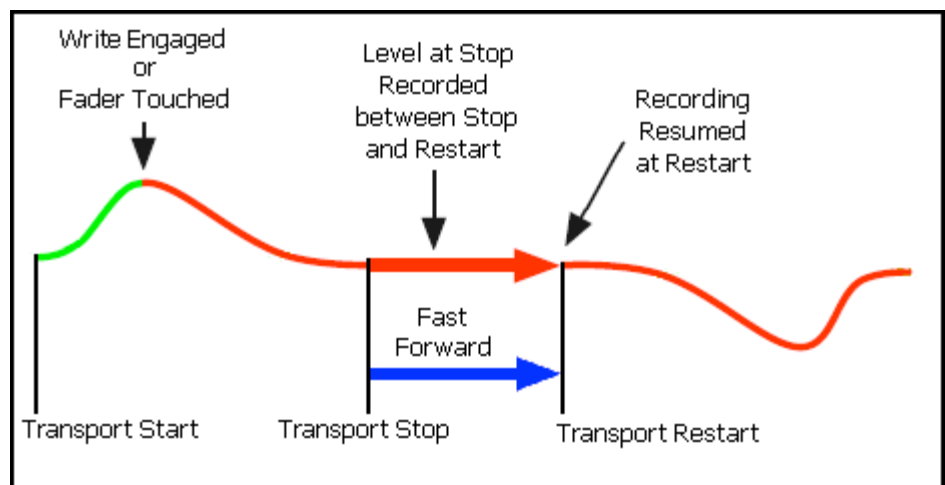 Write Engaged
or
Fader Touched
Level at Stop
Recorded
between Stop
and Restart
Recording
Resumed
at Restart
Fast
Forward
Transport Start
Transport Stop
Transport Restart